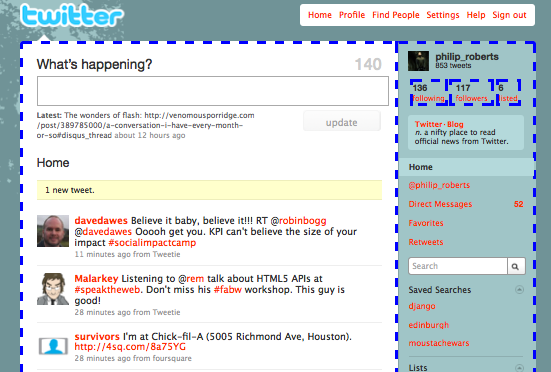 twitter
Home Profile Find People Settings Help Sign out
What's happening?
140
Latest: The wonders of flash: http://venomousporridge.com
/post/389785000/a-conversation-i-have-every-month-
or-so#disqus_thread about 12 hours ago
update
Home
1 new tweet.
davedawes Believe it baby, believe it!!! RT @robinbogg
@davedawes Ooooh get you. KPI can't believe the size of your
impact #socialimpactcamp
11 minutes ago from Tweetie
Malarkey Listening to @rem talk about HTML5 APIs at
#speaktheweb. Don't miss his #fabw workshop. This guy is
good!
28 minutes ago from Tweetie
survivors I'm at Chick-fil-A (5005 Richmond Ave, Houston).
http://4sq.com/8a75YG
28 minutes ago from foursquare
philip_roberts
853 tweets
136 117 6
following followers listed
Twitter·Blog
n. a nifty place to read
official news from Twitter.
Home
@philip_roberts
Direct Messages 52
Favorites
Retweets
Search
Saved Searches
django
edinburgh
moustachewars
Lists